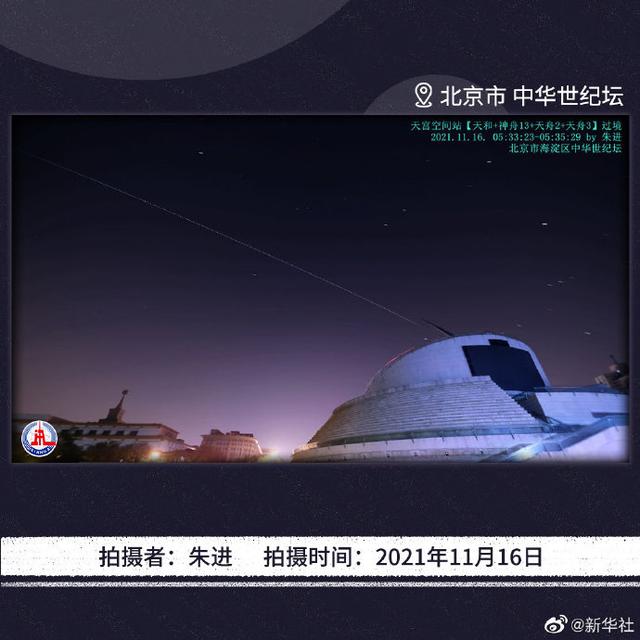 北京市 中华世纪坛
天宫空间站【天和+神舟13+天舟2+天舟3】过境
2021.11.16. 05:33:23-05:35:29 by 朱进
北京市海淀区中华世纪坛
拍摄者：朱进 拍摄时间：2021年11月16日
@新华社